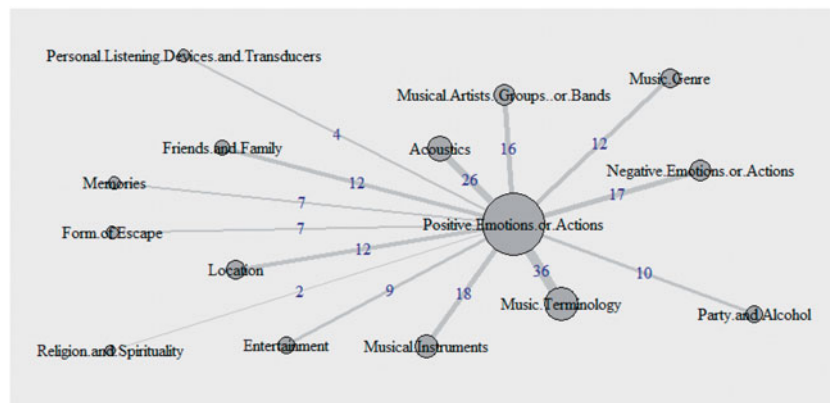 Personal.Listening.Devices.and.Transducers
Music.Genre
Musical.Artists..Groups..or.Bands
4
Friends.and.Family
Acoustics
16
12
Negative.Emotions.or.Actions
Memories
12
26
17
7
Positive.Emotions.or.Actions
Form.of.Escape
7
Location
12
36
10
2
9
18
Music.Terminology
Party.and.Alcohol
Religion.and.Spirituality
Entertainment
Musical.Instruments